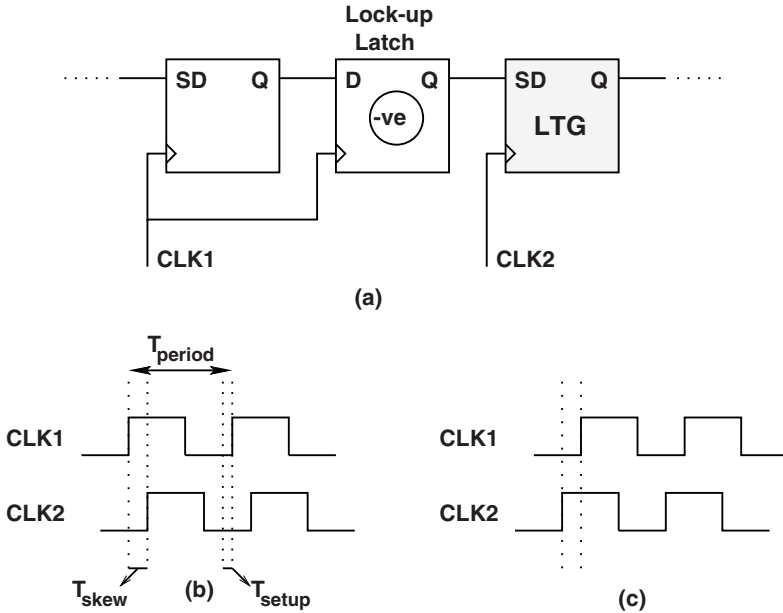 Lock-up
Latch
SD Q
D Q
SD Q
-ve
LTG
CLK1
CLK2
(a)
T period
CLK1
CLK2
T skew
(b)
T setup
CLK1
CLK2
(c)